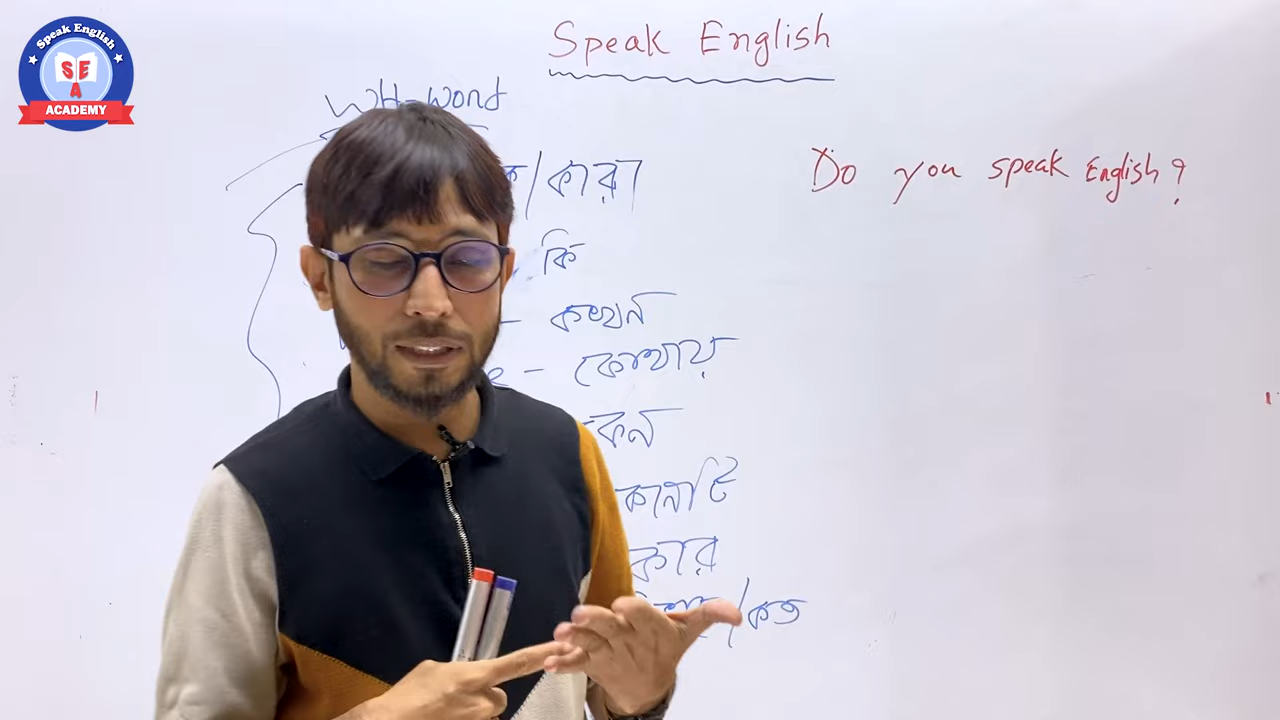 Speak English
SE
A
ACADEMY
Speak English
WH-word
/কারা
Do you speak English?
কি
- কখন
e - কোথায়
কার
/কত